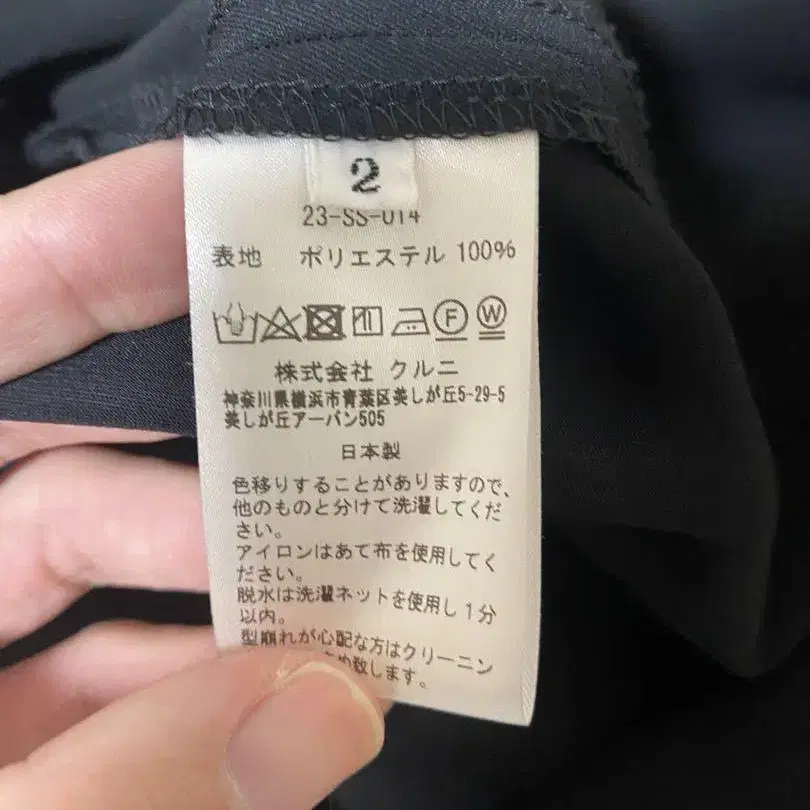 2
23-SS-014
表地 ポリエステル 100%
F W
株式会社 クルニ
神奈川県横浜市青葉区美しが丘5-29-5
美しが丘アーバン505
日本製
色移りすることがありますので、
他のものと分けて洗濯してくだ
さい。
アイロンはあて布を使用してく
ださい。
脱水は洗濯ネットを使用し1分
以内。
型崩れが心配な方はクリーニン
致します。